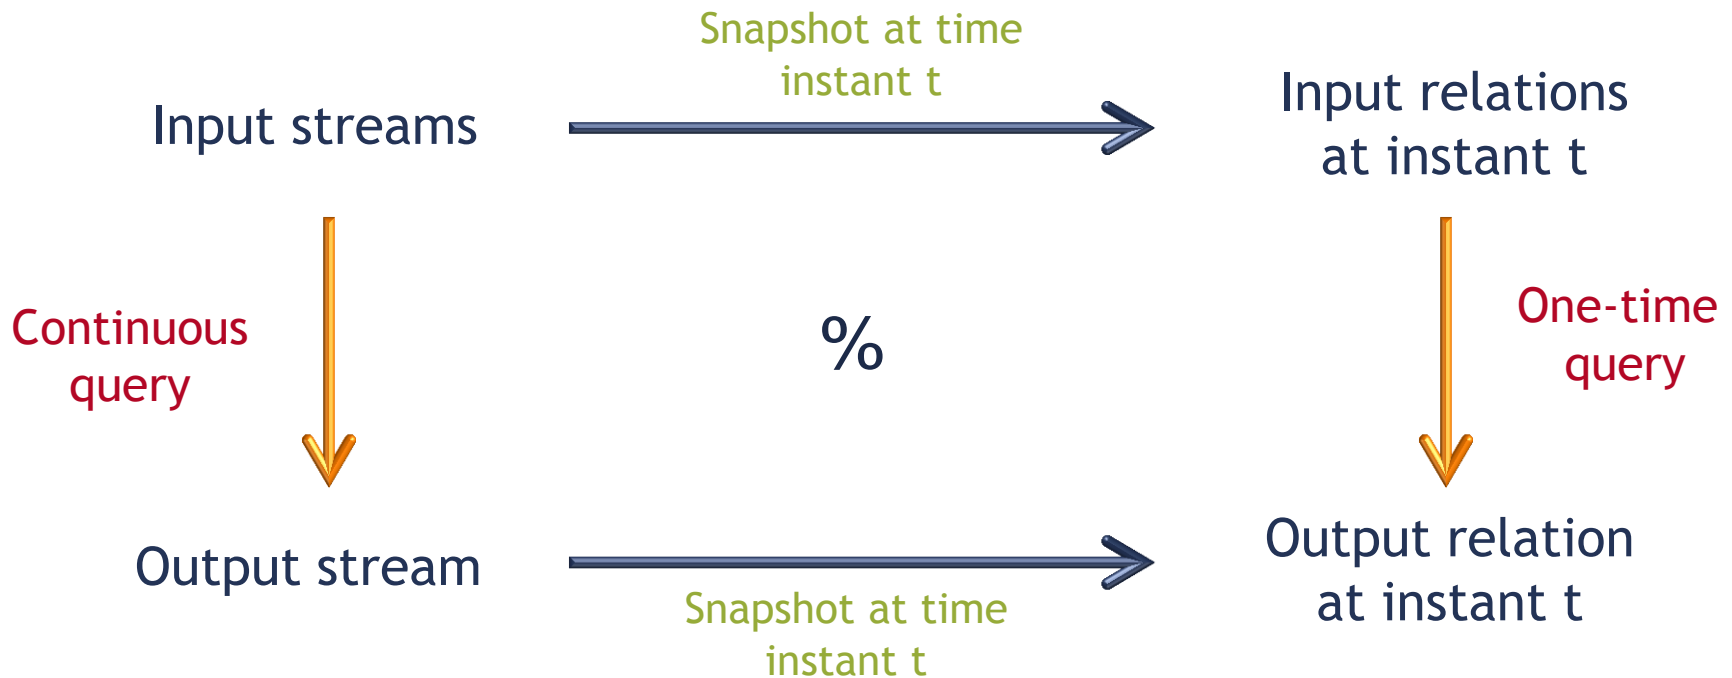 Snapshot at time
instant t
Input streams
Input relations
at instant t
Continuous
query
%
One-time
query
Output stream
Output relation
at instant t
Snapshot at time
instant t